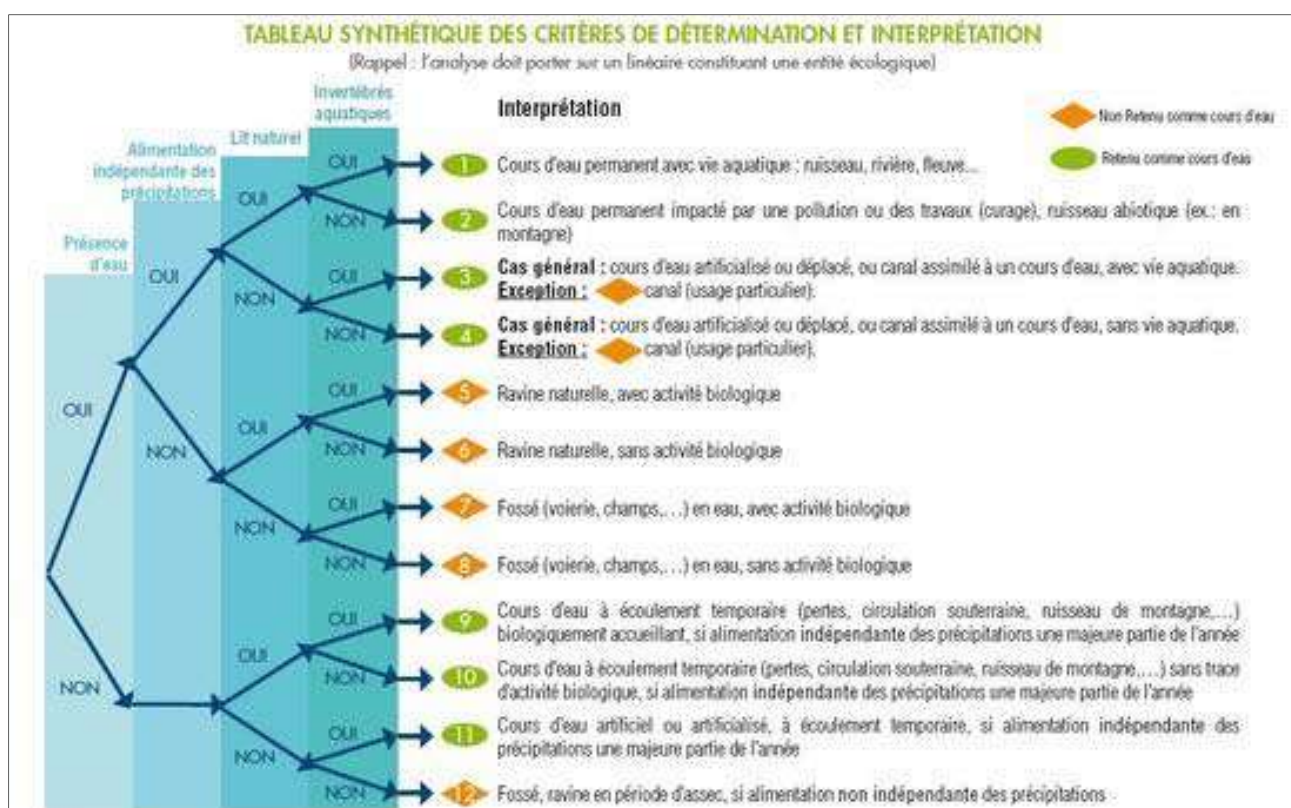 TABLEAU SYNTHÉTIQUE DES CRITÈRES DE DÉTERMINATION ET INTERPRÉTATION
(Rappel : l'analyse doit porter sur un linéaire constituant une entité écologique)
Présence
d'eau
Alimentation
indépendante des
précipitations
Lit naturel
Invertébrés
aquatiques
Interprétation
Non Retenu comme cours d'eau
Retenu comme cours d'eau
OUI
NON
OUI
NON
OUI
NON
OUI
NON
OUI
NON
OUI
NON
OUI
NON
OUI
NON
OUI
NON
OUI
NON
OUI
NON
1 Cours d'eau permanent avec vie aquatique : ruisseau, rivière, fleuve...
2 Cours d'eau permanent impacté par une pollution ou des travaux (curage), ruisseau abiotique (ex.: en
montagne)
3 Cas général : cours d'eau artificialisé ou déplacé, ou canal assimilé à un cours d'eau, avec vie aquatique.
Exception : canal (usage particulier).
4 Cas général : cours d'eau artificialisé ou déplacé, ou canal assimilé à un cours d'eau, sans vie aquatique.
Exception : canal (usage particulier).
5 Ravine naturelle, avec activité biologique
6 Ravine naturelle, sans activité biologique
7 Fossé (voierie, champs,...) en eau, avec activité biologique
8 Fossé (voierie, champs,...) en eau, sans activité biologique
9 Cours d'eau à écoulement temporaire (pertes, circulation souterraine, ruisseau de montagne,...)
biologiquement accueillant, si alimentation indépendante des précipitations une majeure partie de l'année
10 Cours d'eau à écoulement temporaire (pertes, circulation souterraine, ruisseau de montagne,...) sans trace
d'activité biologique, si alimentation indépendante des précipitations une majeure partie de l'année
11 Cours d'eau artificiel ou artificialisé, à écoulement temporaire, si alimentation indépendante des
précipitations une majeure partie de l'année
12 Fossé, ravine en période d'assec, si alimentation non indépendante des précipitations